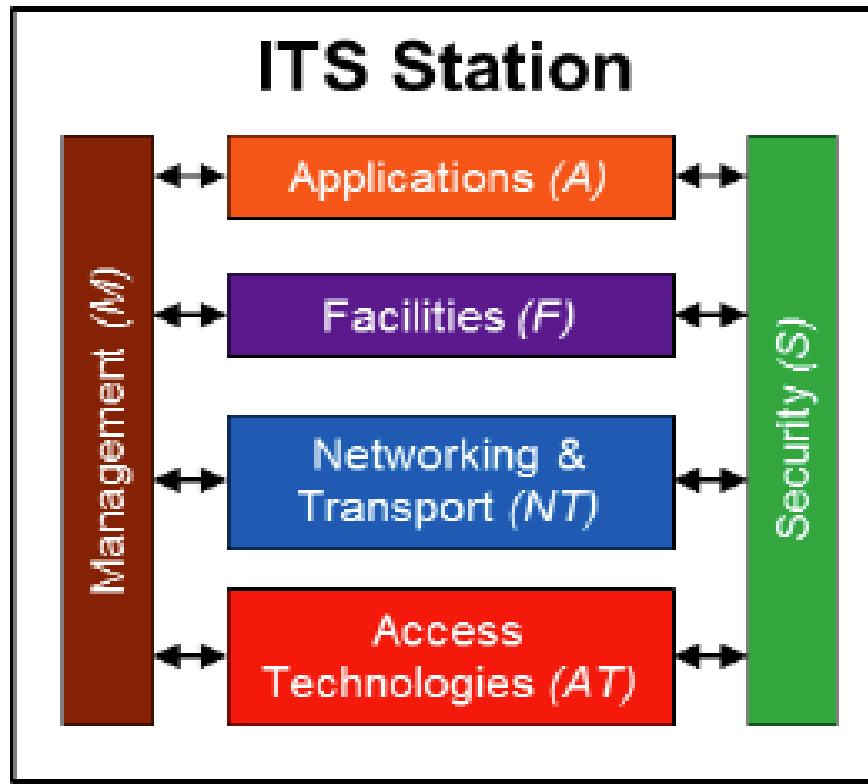 ITS Station
Management (M)
Applications (A)
Facilities (F)
Networking &
Transport (NT)
Access
Technologies (AT)
Security (S)